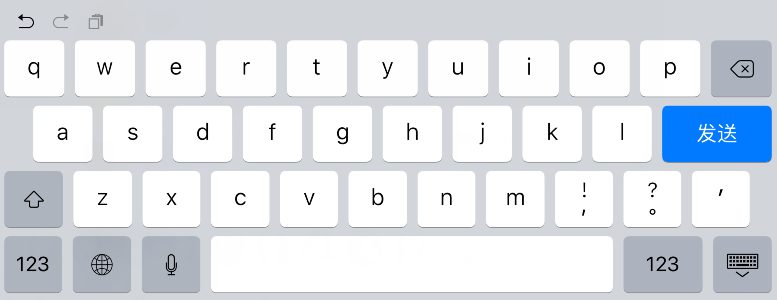 q w e r t y u i o p
a s d f g h j k l 发送
z x c v b n m ! , ? 。 ,
123 123